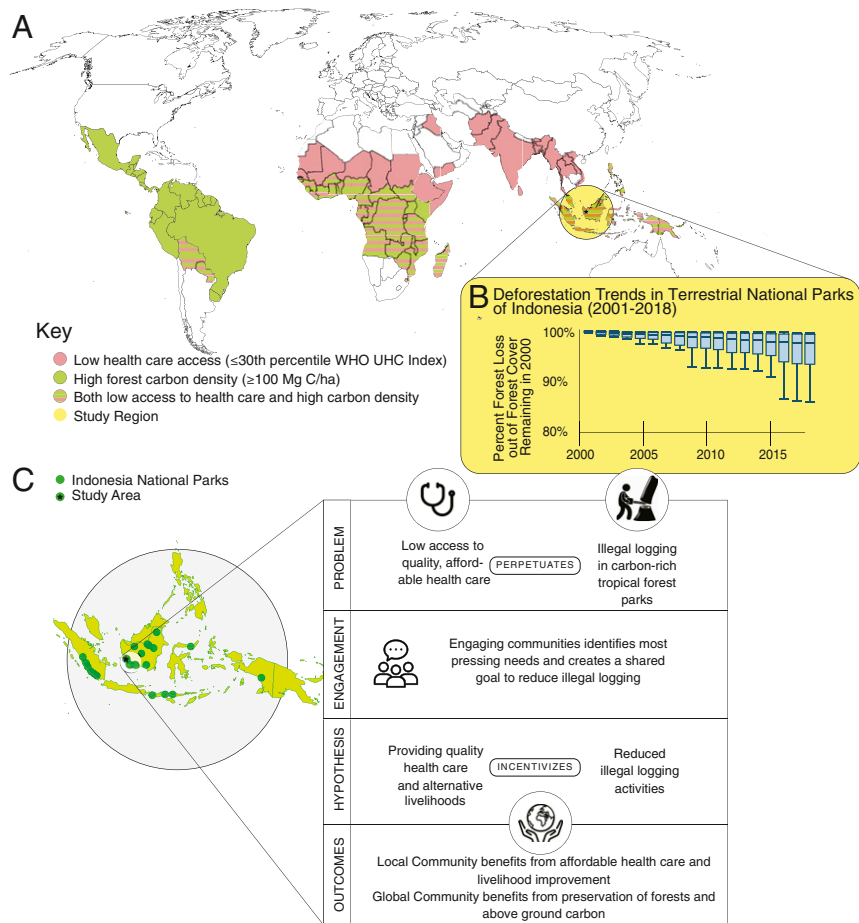 A
Key
Low health care access (≤30th percentile WHO UHC Index)
High forest carbon density (≥100 Mg C/ha)
Both low access to health care and high carbon density
Study Region
B Deforestation Trends in Terrestrial National Parks
of Indonesia (2001-2018)
Percent Forest Loss
out of Forest Cover
Remaining in 2000
100%
90%
80%
2000 2005 2010 2015
C
Indonesia National Parks
Study Area
PROBLEM
Low access to
quality, afford-
able health care
PERPETUATES
Illegal logging
in carbon-rich
tropical forest
parks
ENGAGEMENT
Engaging communities identifies most
pressing needs and creates a shared
goal to reduce illegal logging
HYPOTHESIS
Providing quality
health care
and alternative
livelihoods
INCENTIVIZES
Reduced
illegal logging
activities
OUTCOMES
Local Community benefits from affordable health care and
livelihood improvement
Global Community benefits from preservation of forests and
above ground carbon